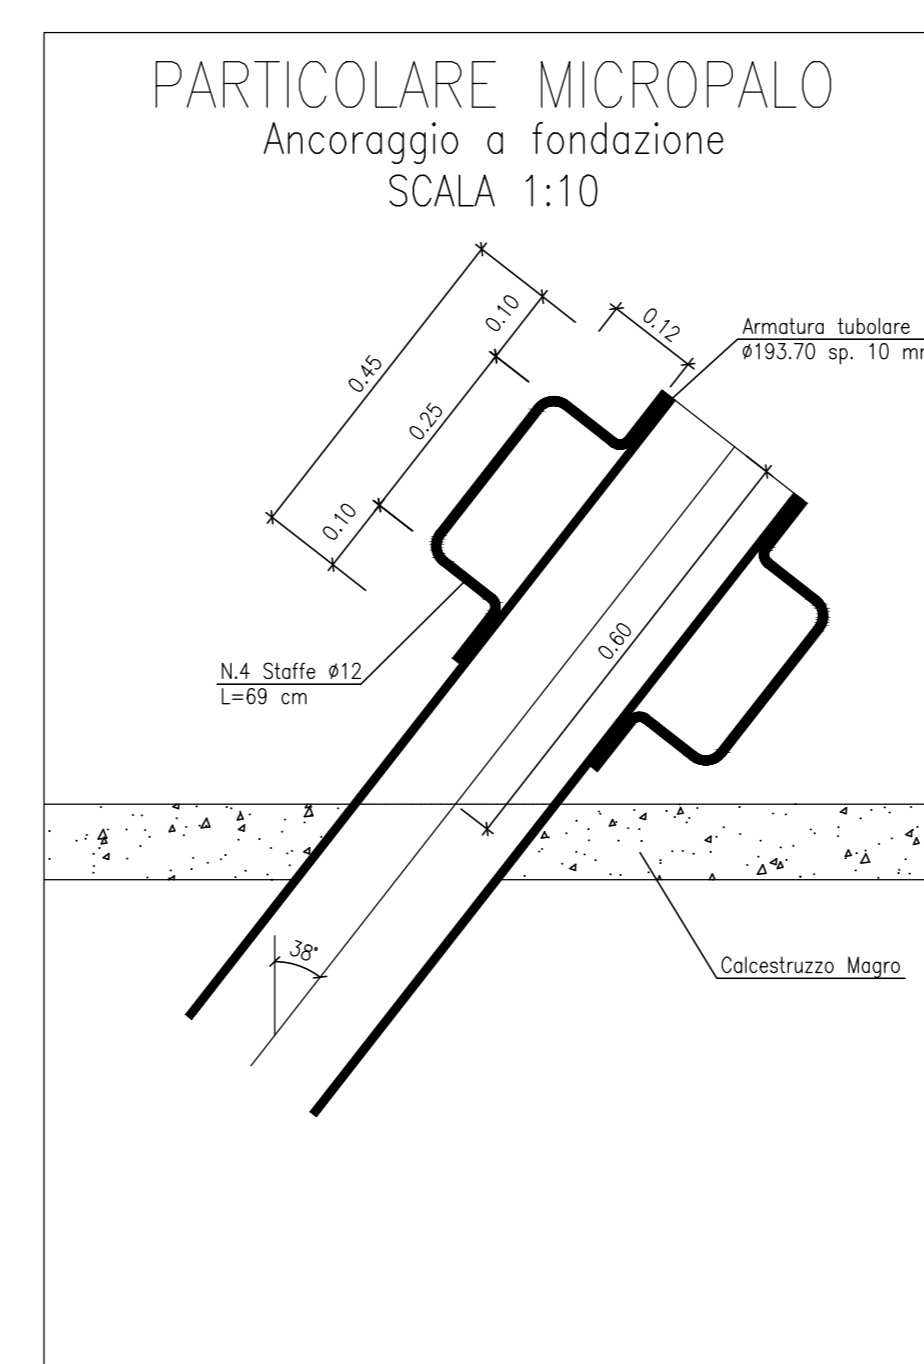 PARTICOLARE MICROPALO
Ancoraggio a fondazione
SCALA 1:10
0.10
0.12
Armatura tubolare
ø193.70 sp. 10 mm
0.45
0.25
0.10
0.60
N.4 Staffe ø12
L=69 cm
38°
Calcestruzzo Magro